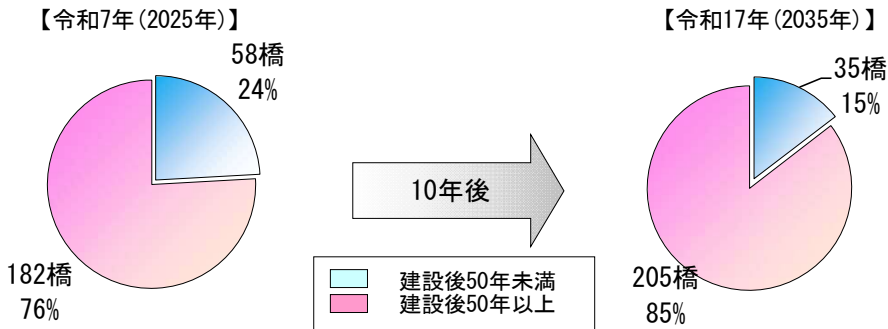 【令和7年(2025年)】
58橋
24%
182橋
76%
10年後
建設後50年未満
建設後50年以上
【令和17年(2035年)】
35橋
15%
205橋
85%